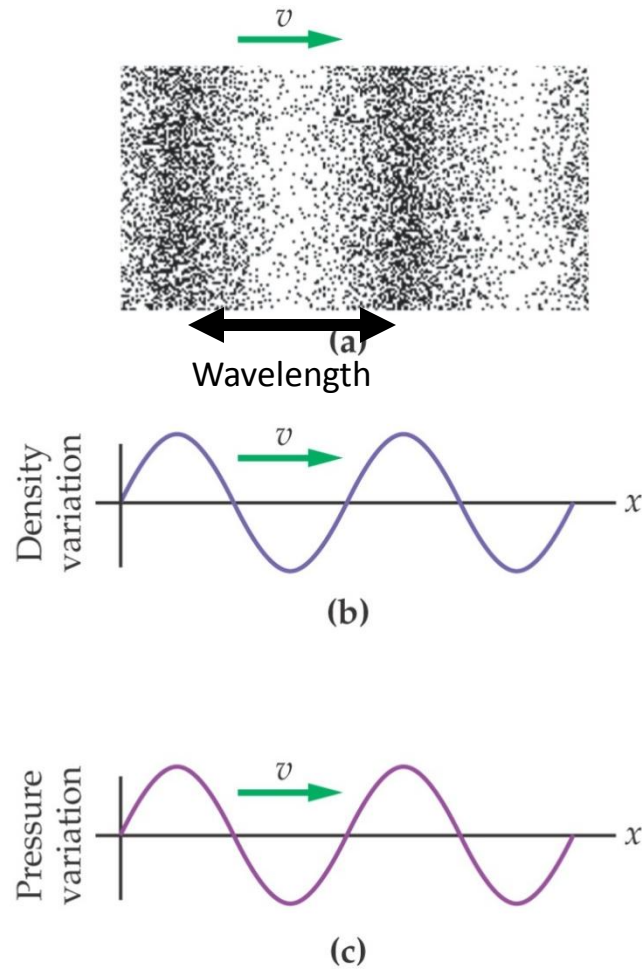 v
(a)
Wavelength
Density
variation
v
x
(b)
Pressure
variation
v
x
(c)